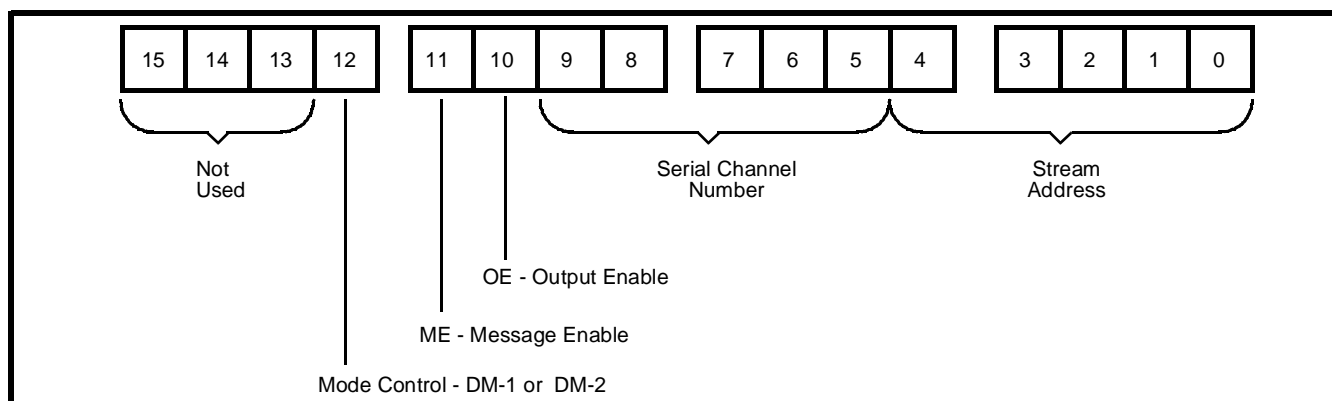 15 14 13 12 11 10 9 8 7 6 5 4 3 2 1 0
Not
Used
Serial Channel
Number
Stream
Address
OE - Output Enable
ME - Message Enable
Mode Control - DM-1 or DM-2